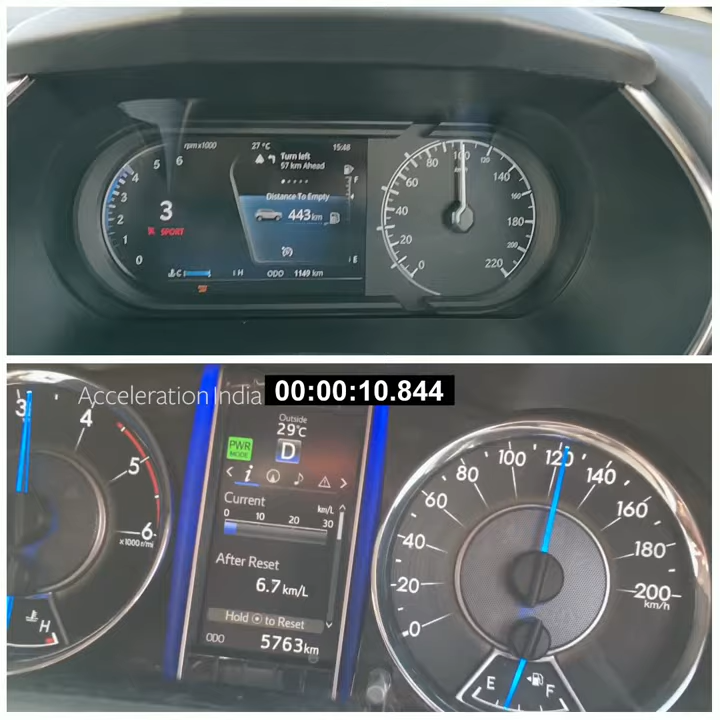 rpmx1000 27 °C 15:48
Turn left
57 km Ahead
Distance To Empty
443 km
F
E
0 1 2 3 4 5 6
3
SPORT
C H ODO 1149 km
0 20 40 60 80 100 120 140 160 180 200 220
km/h
Acceleration India
00:00:10.844
3 4 5 6
x1000r/min
H
Outside
29°C
PWR
MODE
D
< i >
Current km/L
0 10 20 30
After Reset
6.7 km/L
Hold to Reset
ODO 5763 km
0 20 40 60 80 100 120 140 160 180 200
km/h
E F